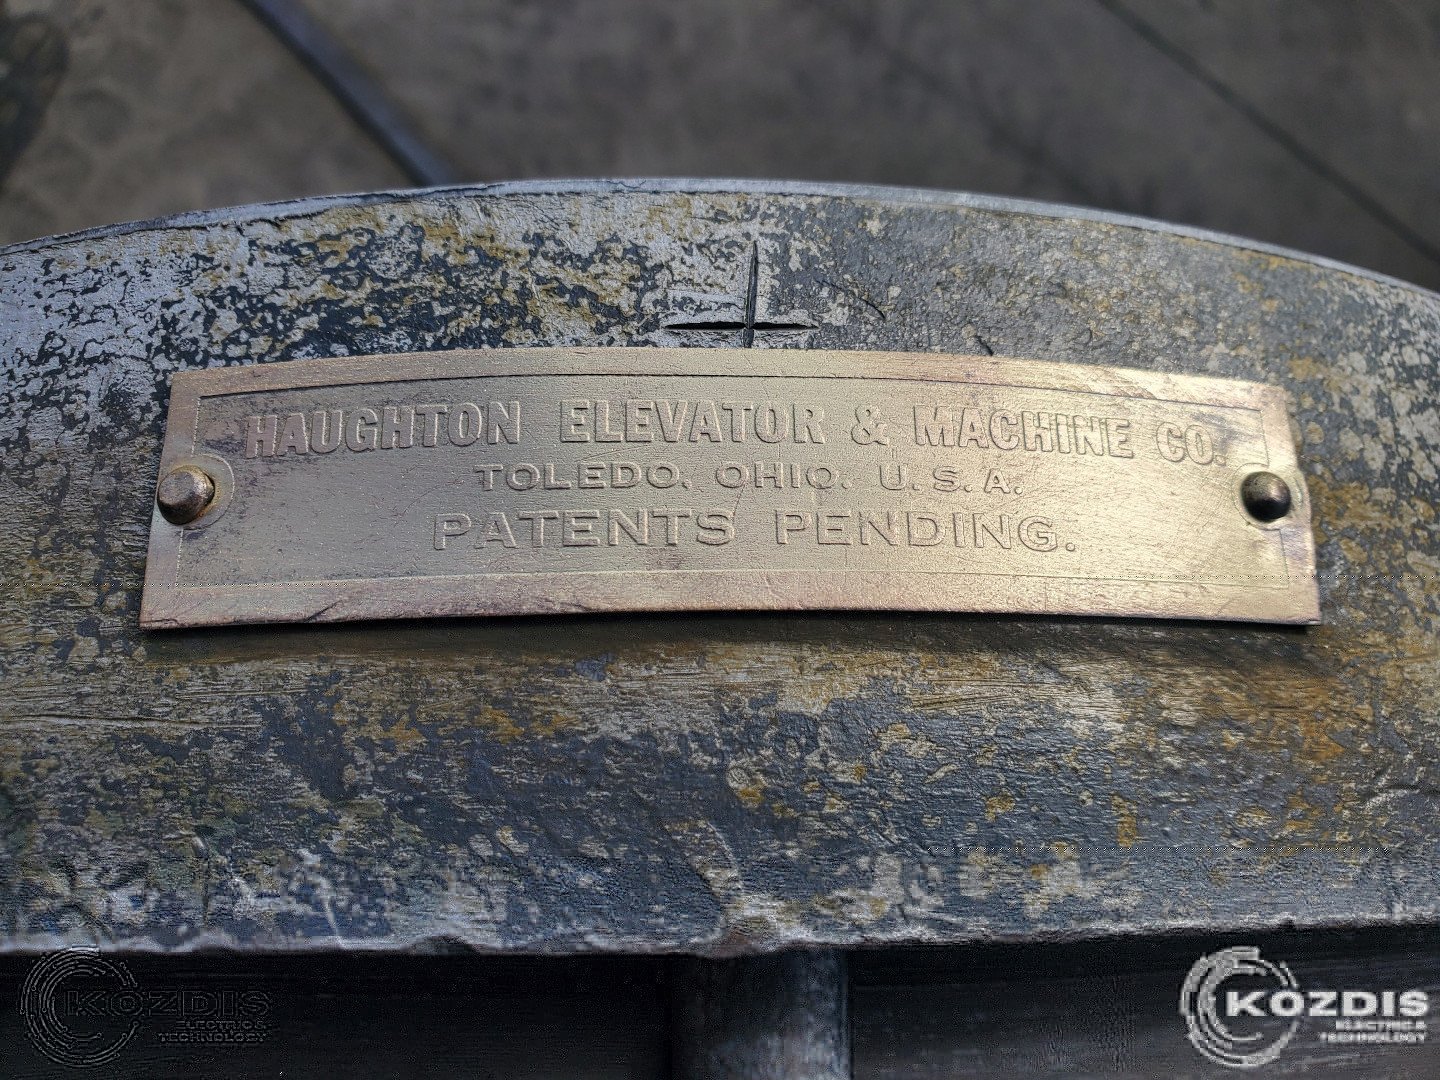 HAUGHTON ELEVATOR & MACHINE CO.
TOLEDO, OHIO, U.S.A.
PATENTS PENDING.
KOZDIS
ELECTRIC &
TECHNOLOGY
KOZDIS
ELECTRIC &
TECHNOLOGY